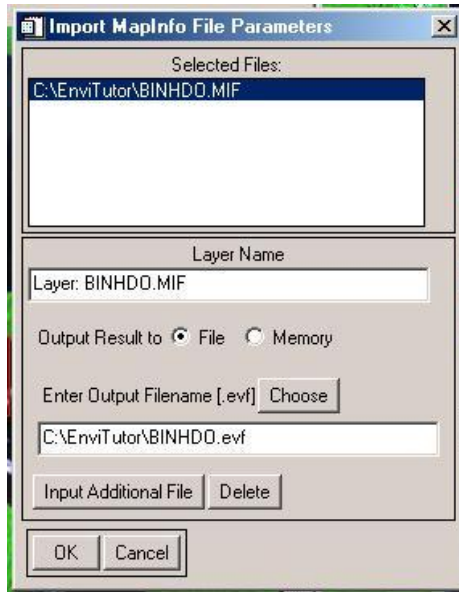 Import MapInfo File Parameters
Selected Files:
C:\EnviTutor\BINHDO.MIF
Layer Name
Layer: BINHDO.MIF
Output Result to File Memory
Enter Output Filename [.evf] Choose
C:\EnviTutor\BINHDO.evf
Input Additional File Delete
OK Cancel